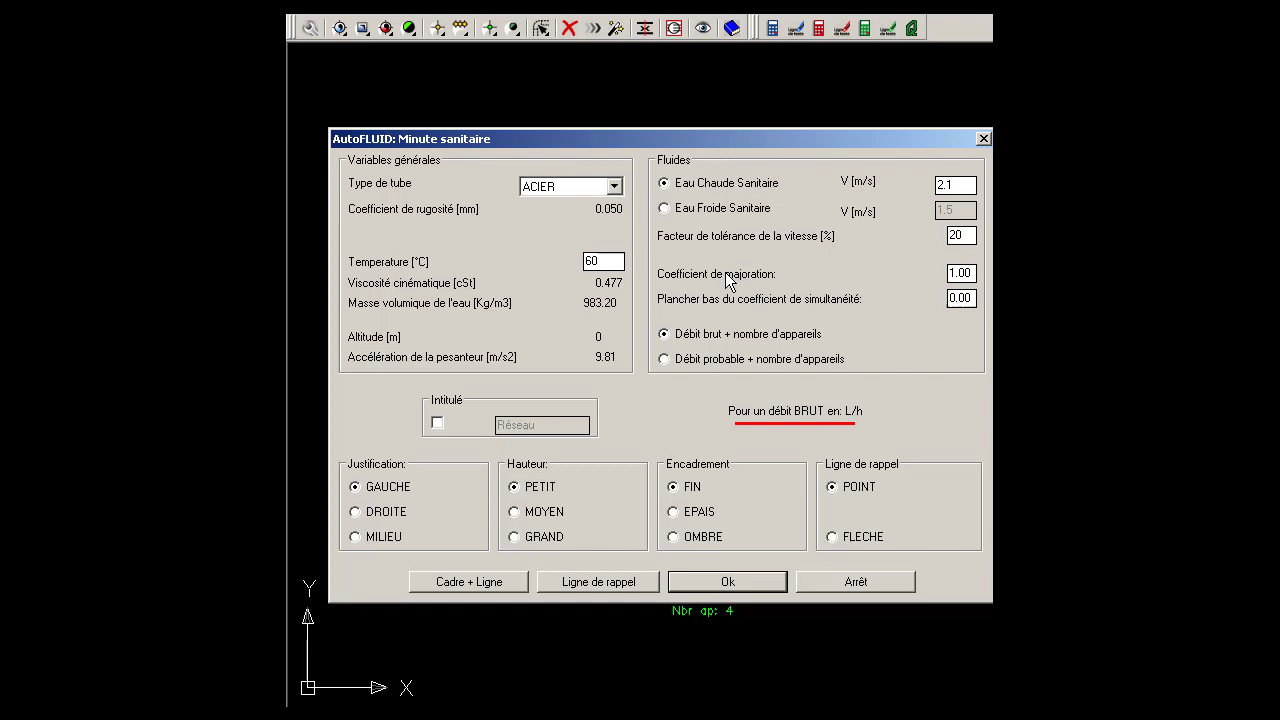 AutoFLUID: Minute sanitaire
Variables générales
Type de tube
ACIER
Coefficient de rugosité [mm]
0.050
Temperature [°C]
60
Viscosité cinématique [cSt]
0.477
Masse volumique de l'eau [Kg/m3]
983.20
Altitude [m]
0
Accélération de la pesanteur [m/s2]
9.81
Fluides
Eau Chaude Sanitaire
V [m/s]
2.1
Eau Froide Sanitaire
V [m/s]
1.5
Facteur de tolérance de la vitesse [%]
20
Coefficient de majoration:
1.00
Plancher bas du coefficient de simultanéité:
0.00
Débit brut + nombre d'appareils
Débit probable + nombre d'appareils
Intitulé
Réseau
Pour un débit BRUT en: L/h
Justification:
GAUCHE
DROITE
MILIEU
Hauteur:
PETIT
MOYEN
GRAND
Encadrement
FIN
EPAIS
OMBRE
Ligne de rappel
POINT
FLECHE
Cadre + Ligne
Ligne de rappel
Ok
Arrêt
Nbr ap: 4
Y
X